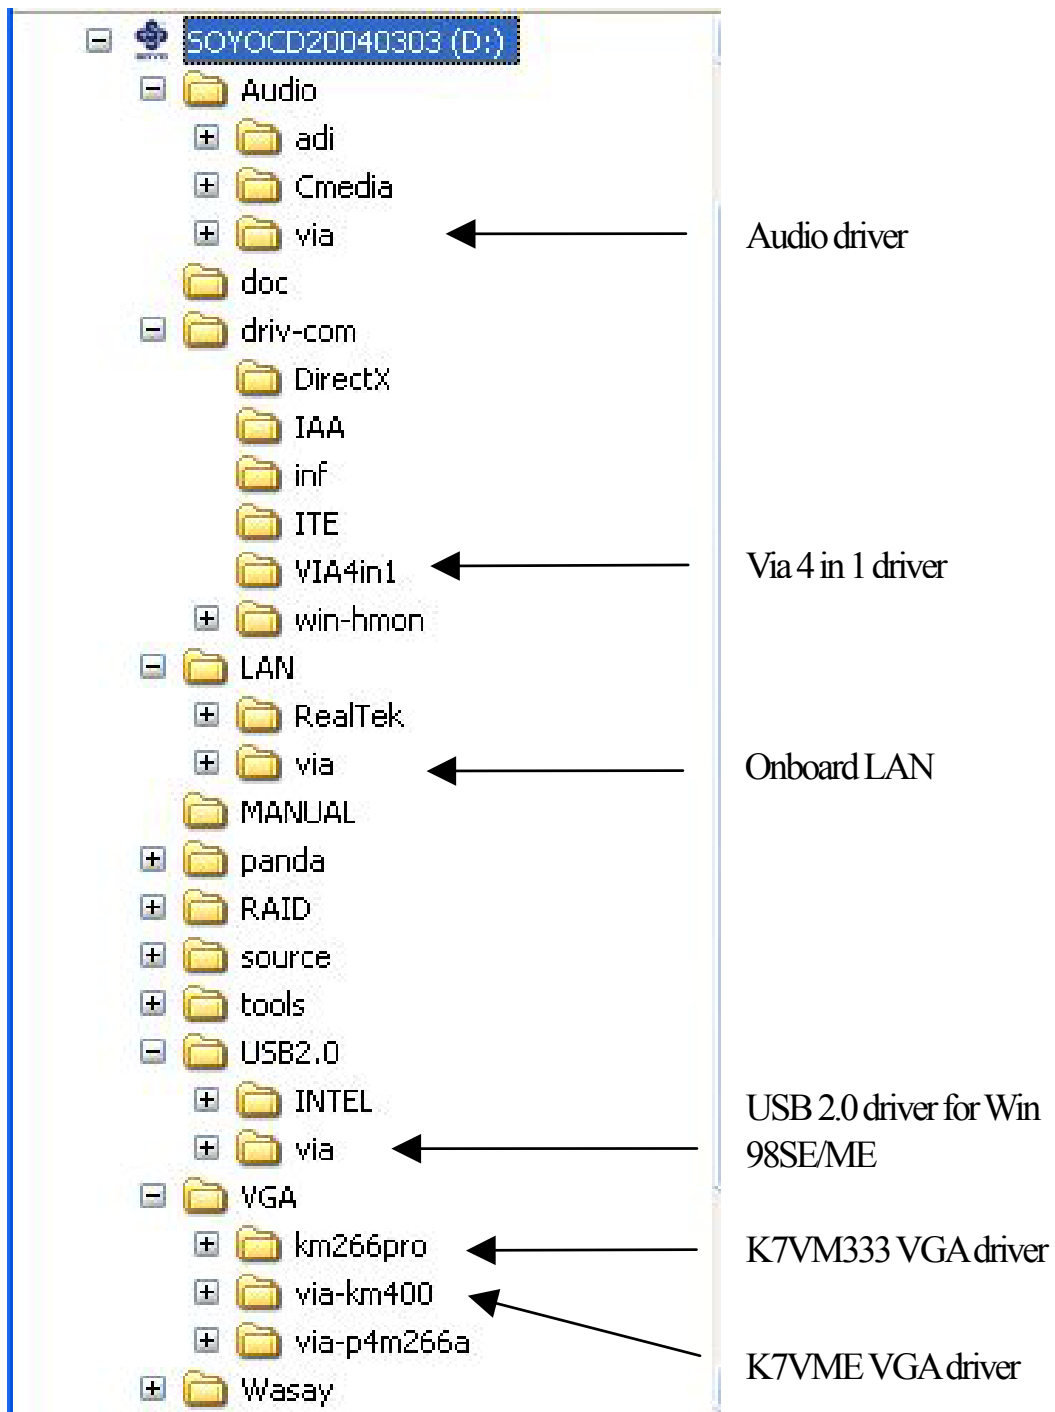 SOYOCD20040303 (D:)
Audio
adi
Cmedia
via
Audio driver
doc
driv-com
DirectX
IAA
inf
ITE
VIA4in1
Via 4 in 1 driver
win-hmon
LAN
RealTek
via
Onboard LAN
MANUAL
panda
RAID
source
tools
USB2.0
INTEL
via
USB 2.0 driver for Win
98SE/ME
VGA
km266pro
K7VM333 VGA driver
via-km400
via-p4m266a
K7VME VGA driver
Wasay